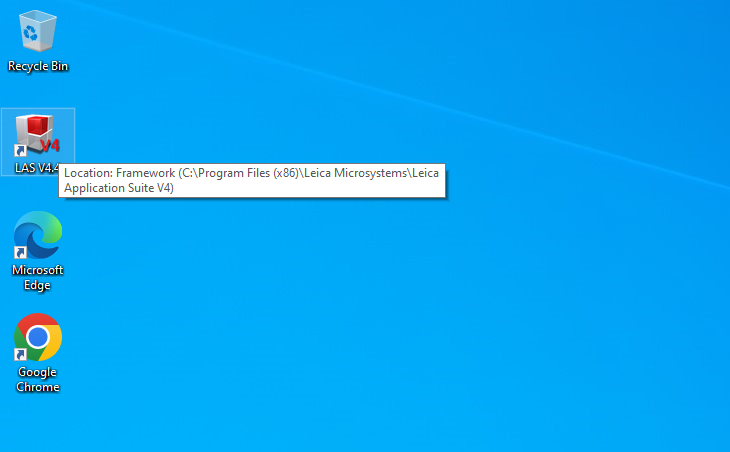 Recycle Bin
V4
LAS V4.4
Location: Framework (C:\Program Files (x86)\Leica Microsystems\Leica
Application Suite V4)
Microsoft
Edge
Google
Chrome